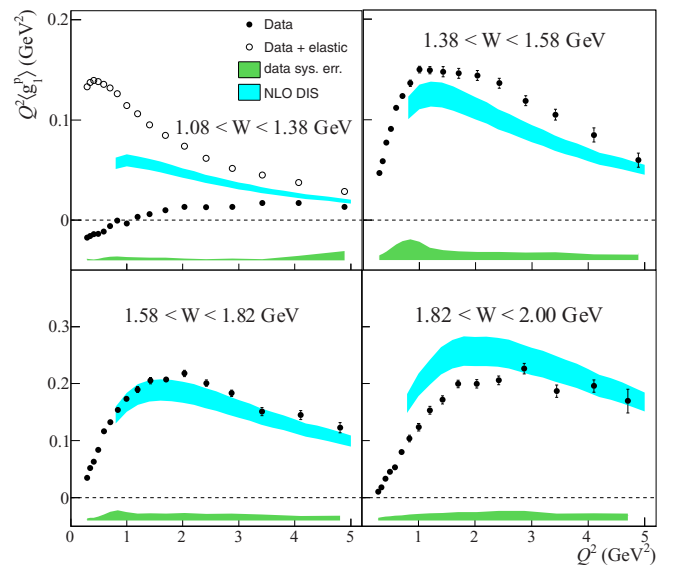 Q²⟨g₁ᵖ⟩ (GeV²)
0.2
0.1
0
Data
Data + elastic
data sys. err.
NLO DIS
1.08 < W < 1.38 GeV
1.38 < W < 1.58 GeV
0.3
0.2
0.1
0
1.58 < W < 1.82 GeV
1.82 < W < 2.00 GeV
0 1 2 3 4 5 1 2 3 4 5
Q² (GeV²)